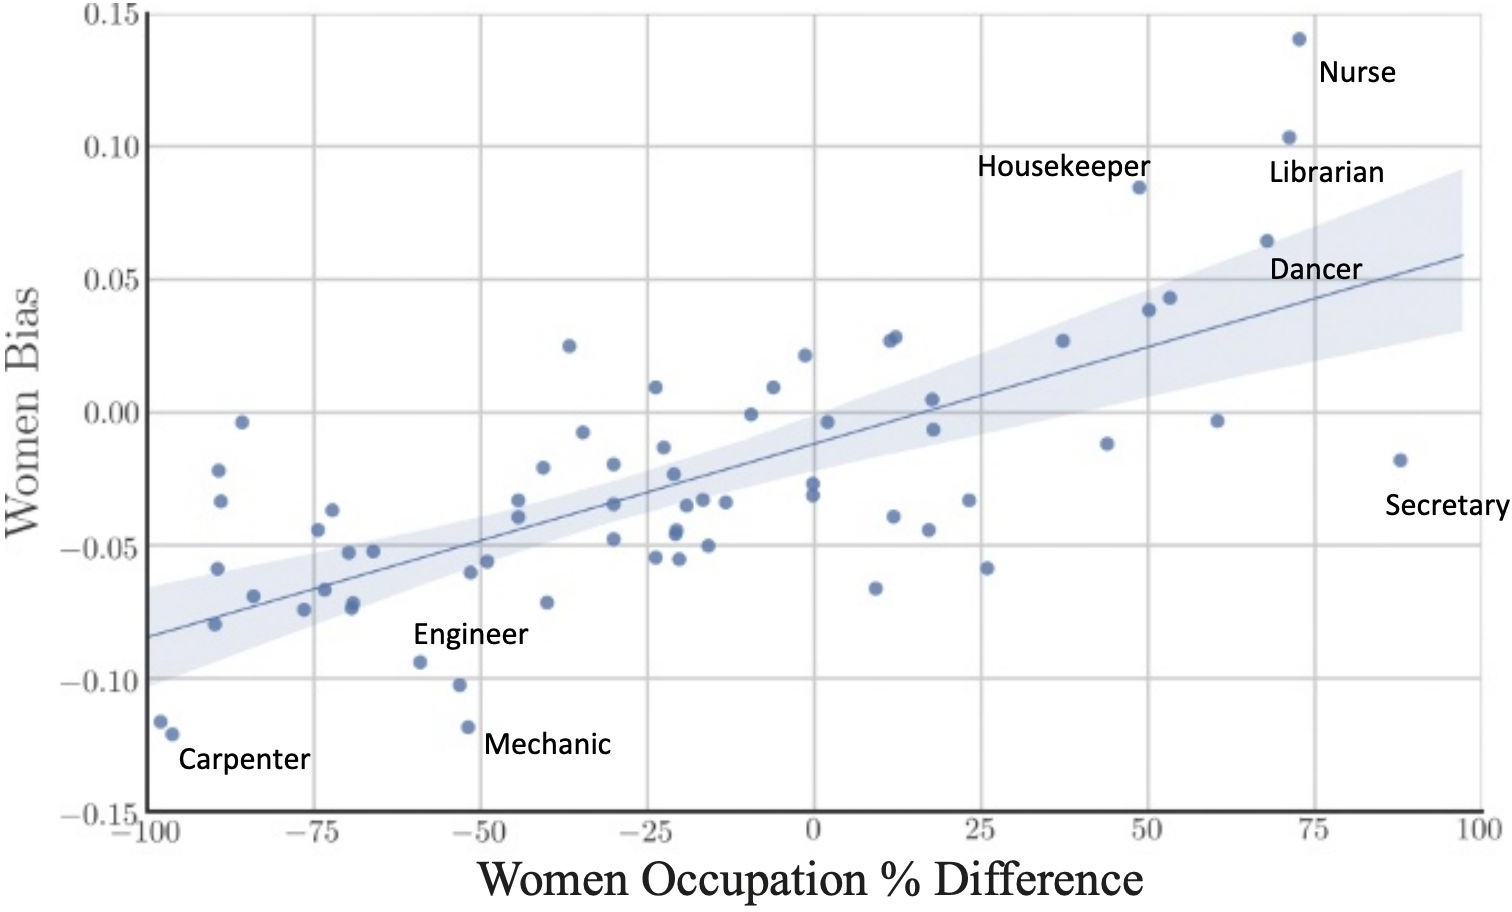 0.15
Nurse
0.10
Housekeeper
Librarian
0.05
Dancer
Women Bias
0.00
Secretary
−0.05
Engineer
−0.10
Mechanic
Carpenter
−0.15
−100 −75 −50 −25 0 25 50 75 100
Women Occupation % Difference